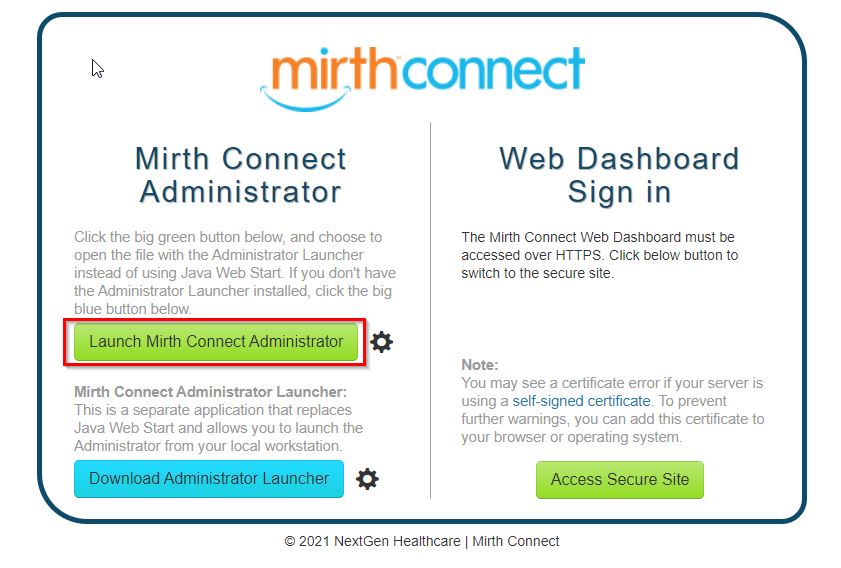 mirth connect
Mirth Connect
Administrator
Click the big green button below, and choose to
open the file with the Administrator Launcher
instead of using Java Web Start. If you don't have
the Administrator Launcher installed, click the big
blue button below.
Launch Mirth Connect Administrator
Mirth Connect Administrator Launcher:
This is a separate application that replaces
Java Web Start and allows you to launch the
Administrator from your local workstation.
Download Administrator Launcher
Web Dashboard
Sign in
The Mirth Connect Web Dashboard must be
accessed over HTTPS. Click below button to
switch to the secure site.
Note:
You may see a certificate error if your server is
using a self-signed certificate. To prevent
further warnings, you can add this certificate to
your browser or operating system.
Access Secure Site
© 2021 NextGen Healthcare | Mirth Connect